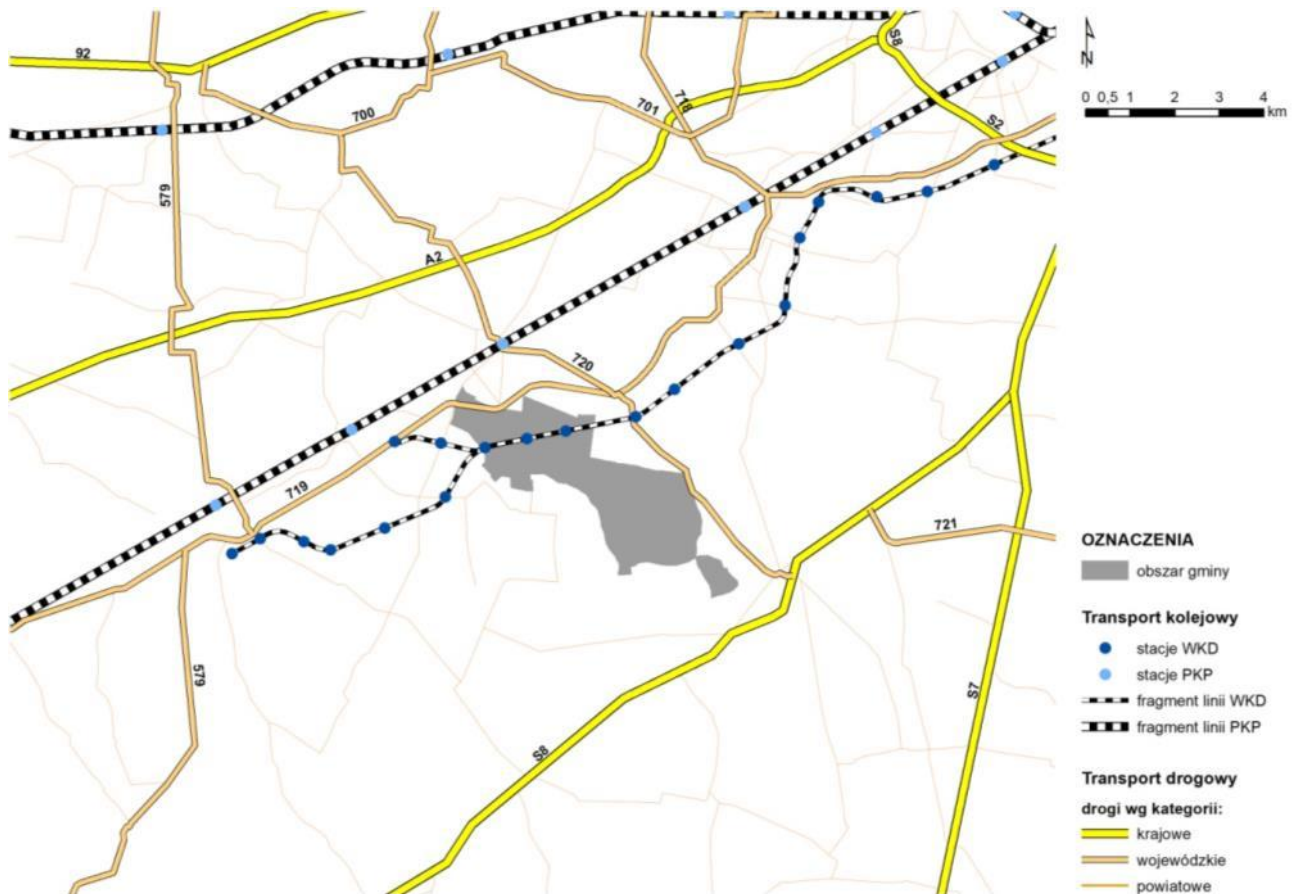 92
S8
700
701
718
S2
579
A2
720
719
721
579
S7
S8
N
0 0,5 1 2 3 4
km
OZNACZENIA
obszar gminy
Transport kolejowy
stacje WKD
stacje PKP
fragment linii WKD
fragment linii PKP
Transport drogowy
drogi wg kategorii:
krajowe
wojewódzkie
powiatowe